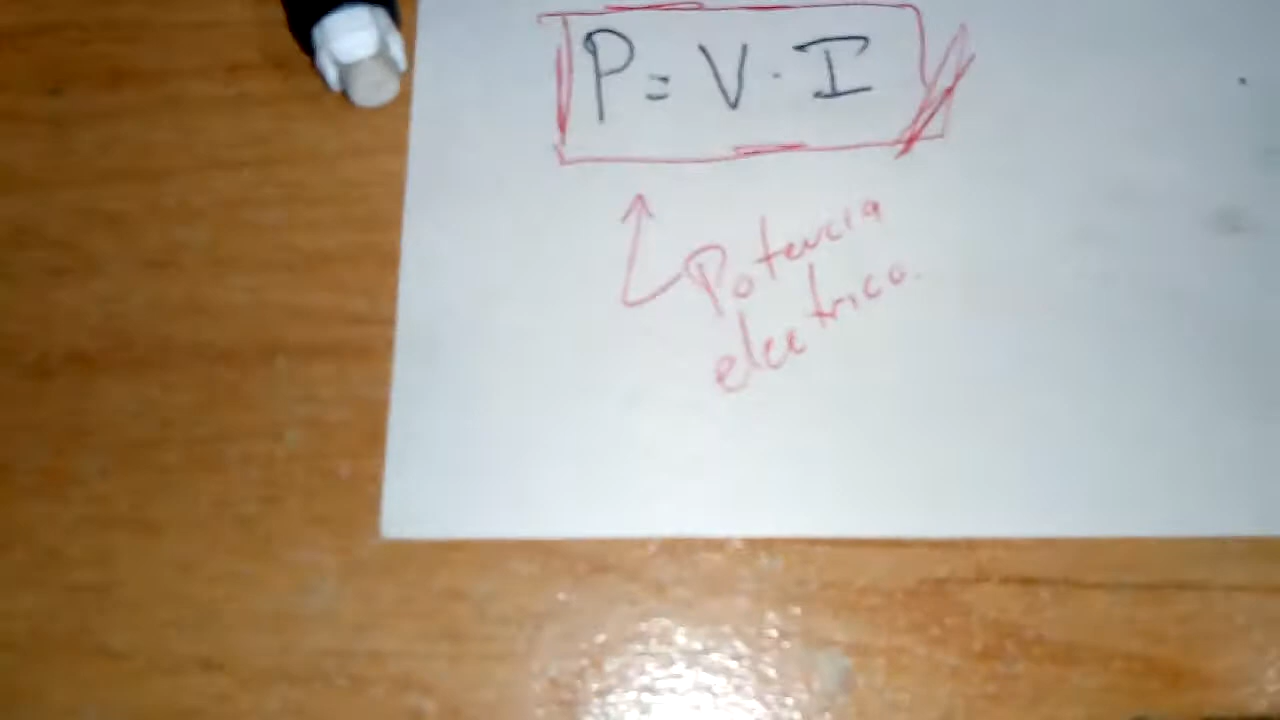 P = V · I
Potencia
electrica.